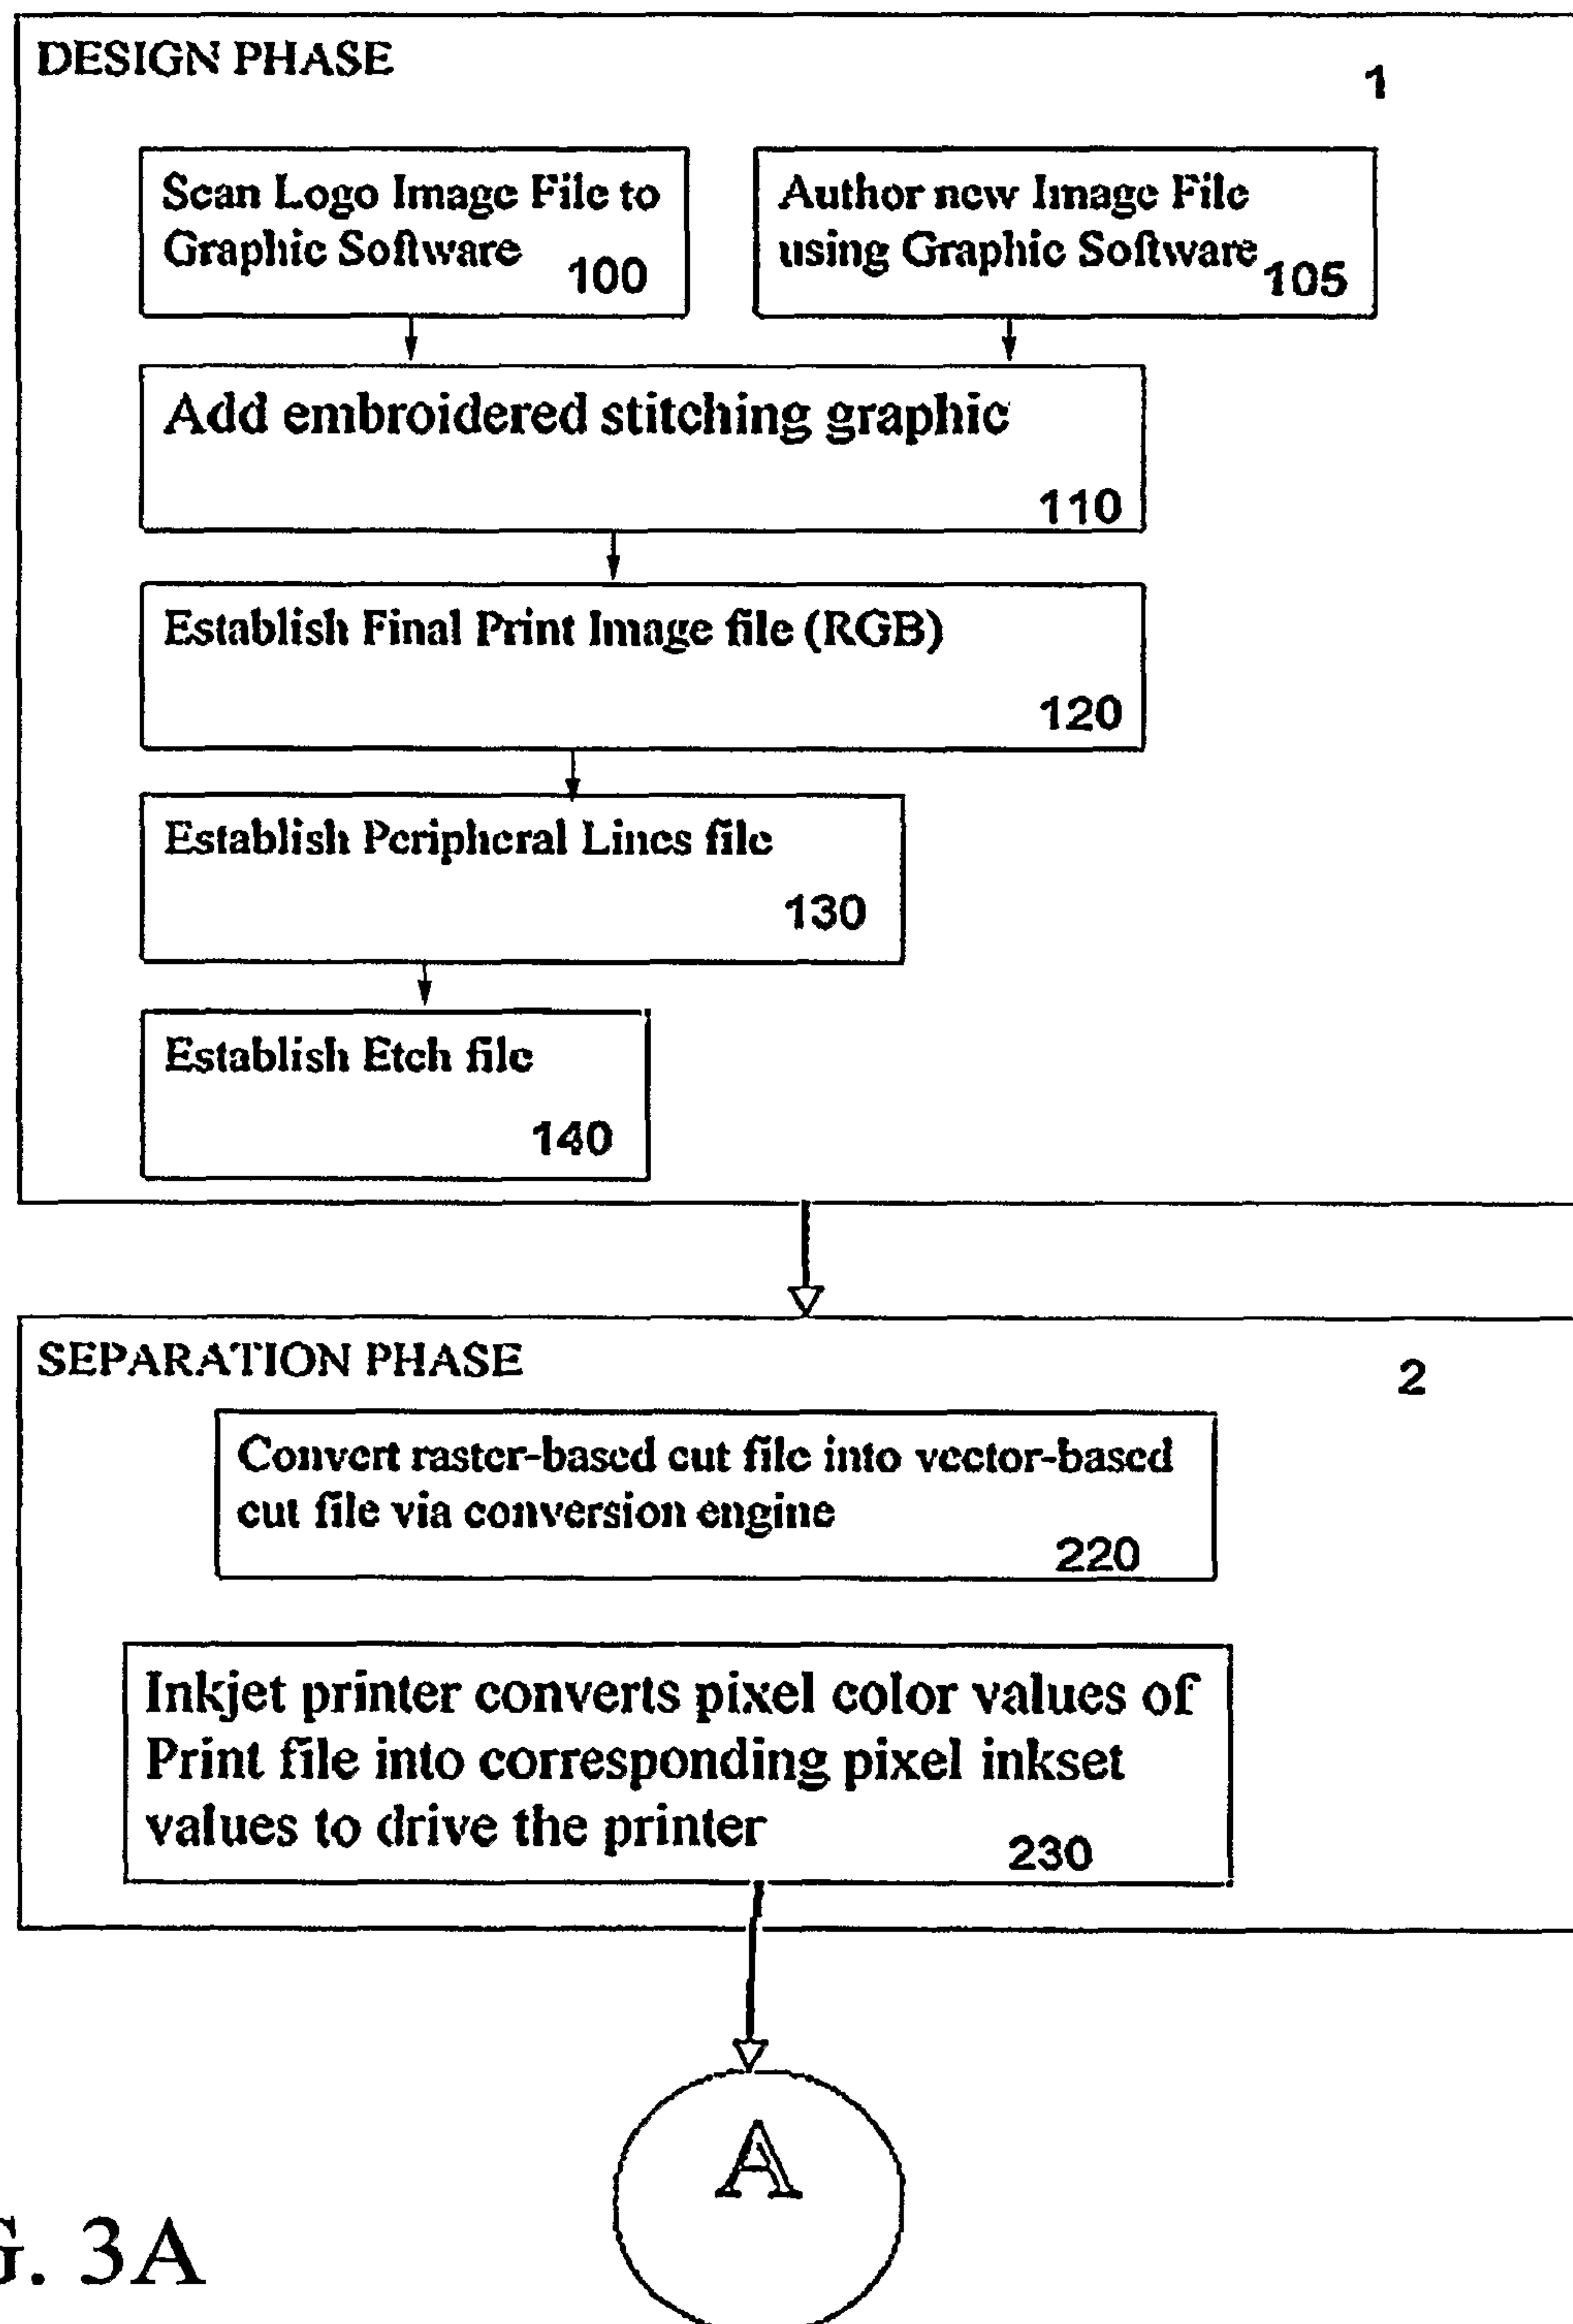 DESIGN PHASE
1
Scan Logo Image File to
Graphic Software 100
Author new Image File
using Graphic Software 105
Add embroidered stitching graphic
110
Establish Final Print Image file (RGB)
120
Establish Peripheral Lines file
130
Establish Etch file
140
SEPARATION PHASE
2
Convert raster-based cut file into vector-based
cut file via conversion engine
220
Inkjet printer converts pixel color values of
Print file into corresponding pixel inkset
values to drive the printer 230
A
G. 3A